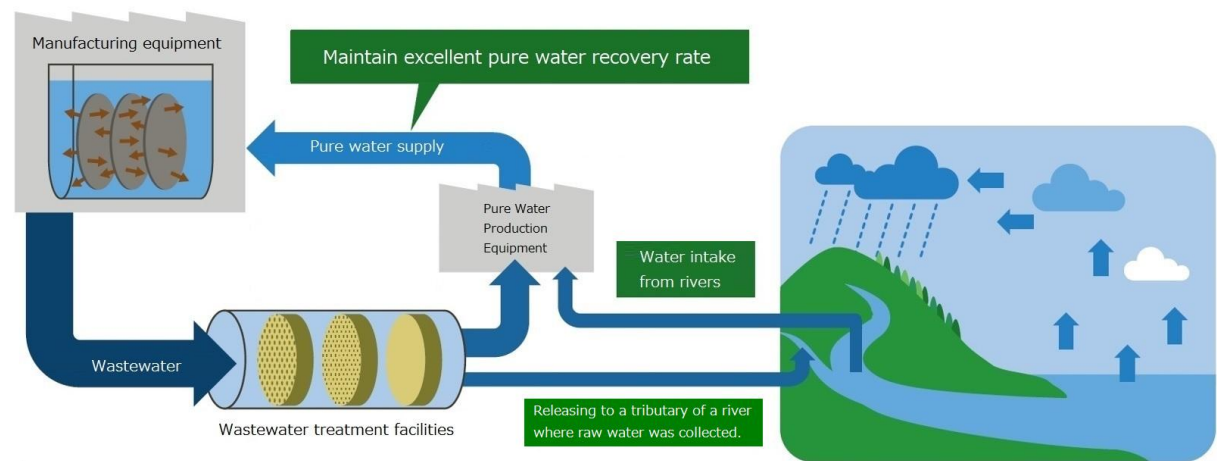 Manufacturing equipment
Maintain excellent pure water recovery rate
Pure water supply
Pure Water
Production
Equipment
Water intake
from rivers
Wastewater
Wastewater treatment facilities
Releasing to a tributary of a river
where raw water was collected.